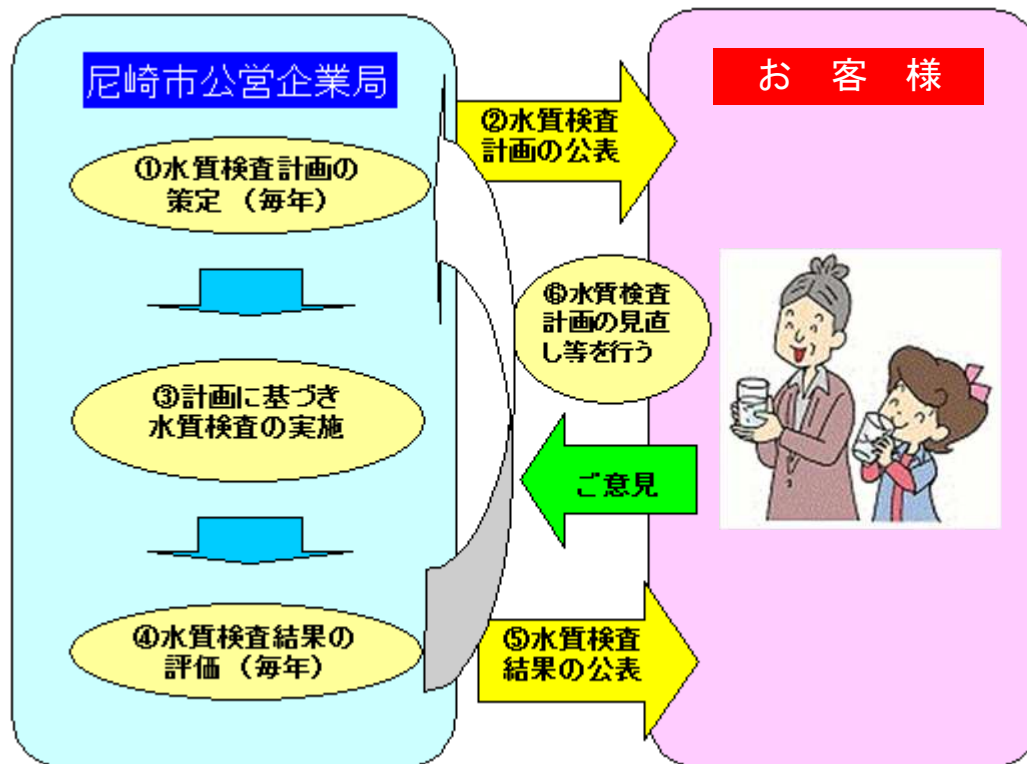 尼崎市公営企業局
お客様
①水質検査計画の
策定（毎年）
②水質検査
計画の公表
③計画に基づき
水質検査の実施
④水質検査結果の
評価（毎年）
⑤水質検査
結果の公表
⑥水質検査
計画の見直
し等を行う
ご意見